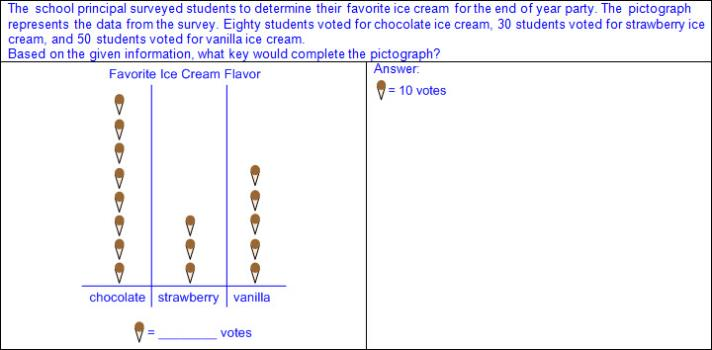 The school principal surveyed students to determine their favorite ice cream for the end of year party. The pictograph
represents the data from the survey. Eighty students voted for chocolate ice cream, 30 students voted for strawberry ice
cream, and 50 students voted for vanilla ice cream.
Based on the given information, what key would complete the pictograph?
Favorite Ice Cream Flavor
chocolate strawberry vanilla
= ________ votes
Answer:
= 10 votes